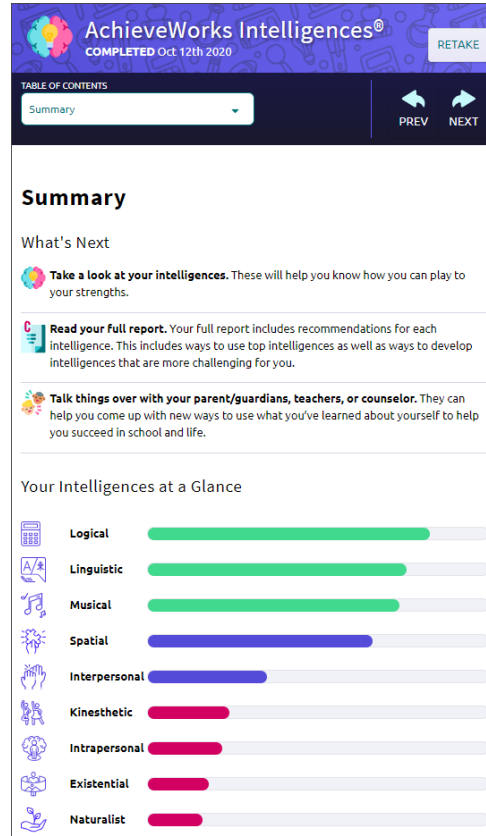 AchieveWorks Intelligences®
COMPLETED Oct 12th 2020
RETAKE
TABLE OF CONTENTS
Summary
PREV
NEXT
Summary
What's Next
Take a look at your intelligences. These will help you know how you can play to
your strengths.
Read your full report. Your full report includes recommendations for each
intelligence. This includes ways to use top intelligences as well as ways to develop
intelligences that are more challenging for you.
Talk things over with your parent/guardians, teachers, or counselor. They can
help you come up with new ways to use what you've learned about yourself to help
you succeed in school and life.
Your Intelligences at a Glance
Logical
Linguistic
Musical
Spatial
Interpersonal
Kinesthetic
Intrapersonal
Existential
Naturalist